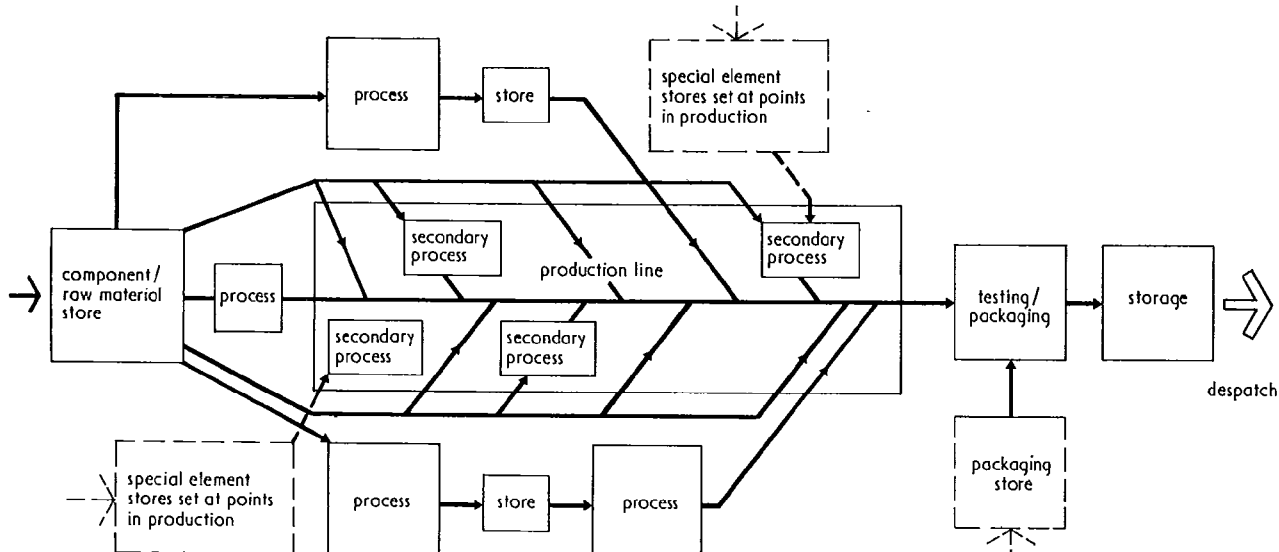 process
store
special element
stores set at points
in production
component/
raw material
store
process
secondary
process
production line
secondary
process
secondary
process
secondary
process
testing/
packaging
storage
despatch
special element
stores set at points
in production
process
store
process
packaging
store